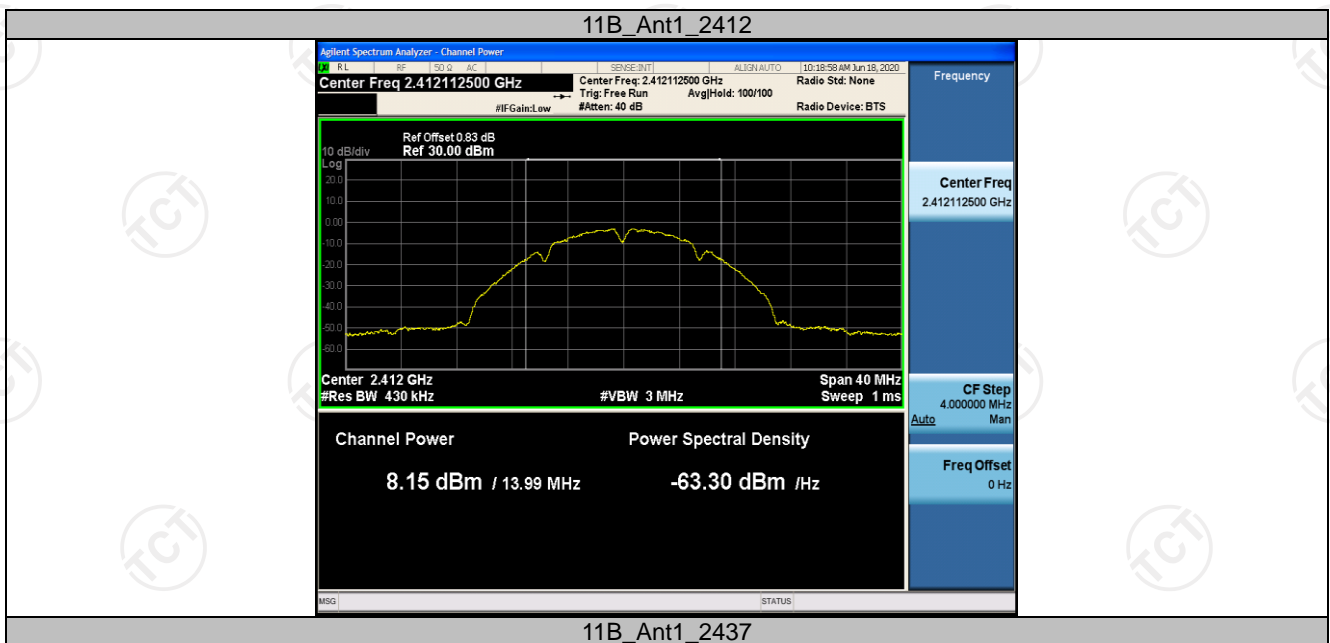 11B_Ant1_2412
Agilent Spectrum Analyzer - Channel Power
RL RF 50 Ω AC SENSE:INT ALIGN AUTO 10:18:58 AM Jun 18, 2020
Center Freq 2.412112500 GHz
Center Freq: 2.412112500 GHz
Radio Std: None
Trig: Free Run Avg|Hold: 100/100
#IFGain:Low
#Atten: 40 dB
Radio Device: BTS
Frequency
Ref Offset 0.83 dB
10 dB/div Ref 30.00 dBm
Log
20.0
10.0
0.00
-10.0
-20.0
-30.0
-40.0
-50.0
-60.0
Center 2.412 GHz Span 40 MHz
#Res BW 430 kHz #VBW 3 MHz Sweep 1 ms
Center Freq
2.412112500 GHz
CF Step
4.000000 MHz
Auto Man
Freq Offset
0 Hz
Channel Power Power Spectral Density
8.15 dBm / 13.99 MHz -63.30 dBm /Hz
MSG STATUS
11B_Ant1_2437
TCT
TCT
TCT
TCT